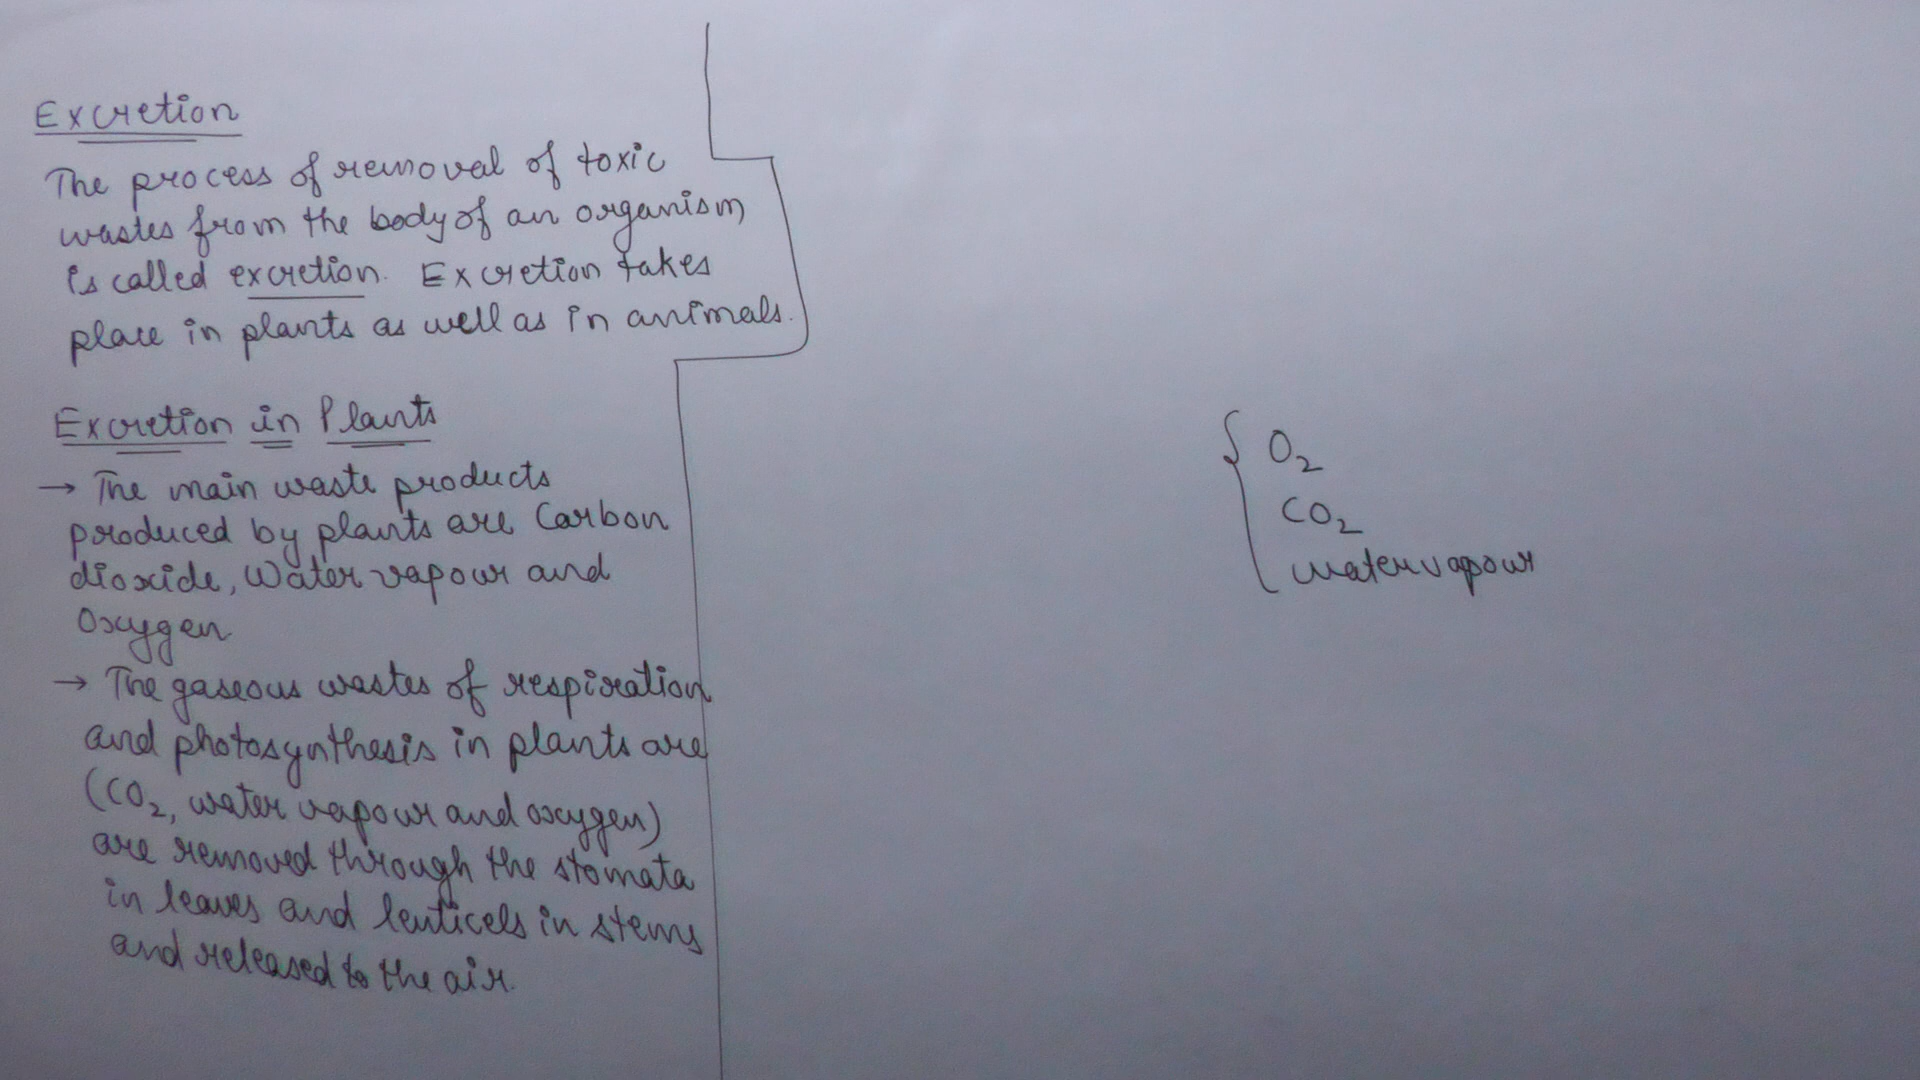 Excretion
The process of removal of toxic
wastes from the body of an organism
is called excretion. Excretion takes
place in plants as well as in animals.
Excretion in Plants
→ The main waste products
produced by plants are Carbon
dioxide, Water vapour and
Oxygen.
→ The gaseous wastes of respiration
and photosynthesis in plants are
(CO₂, water vapour and oxygen)
are removed through the stomata
in leaves and lenticels in stems
and released to the air.
O₂
CO₂
water vapour